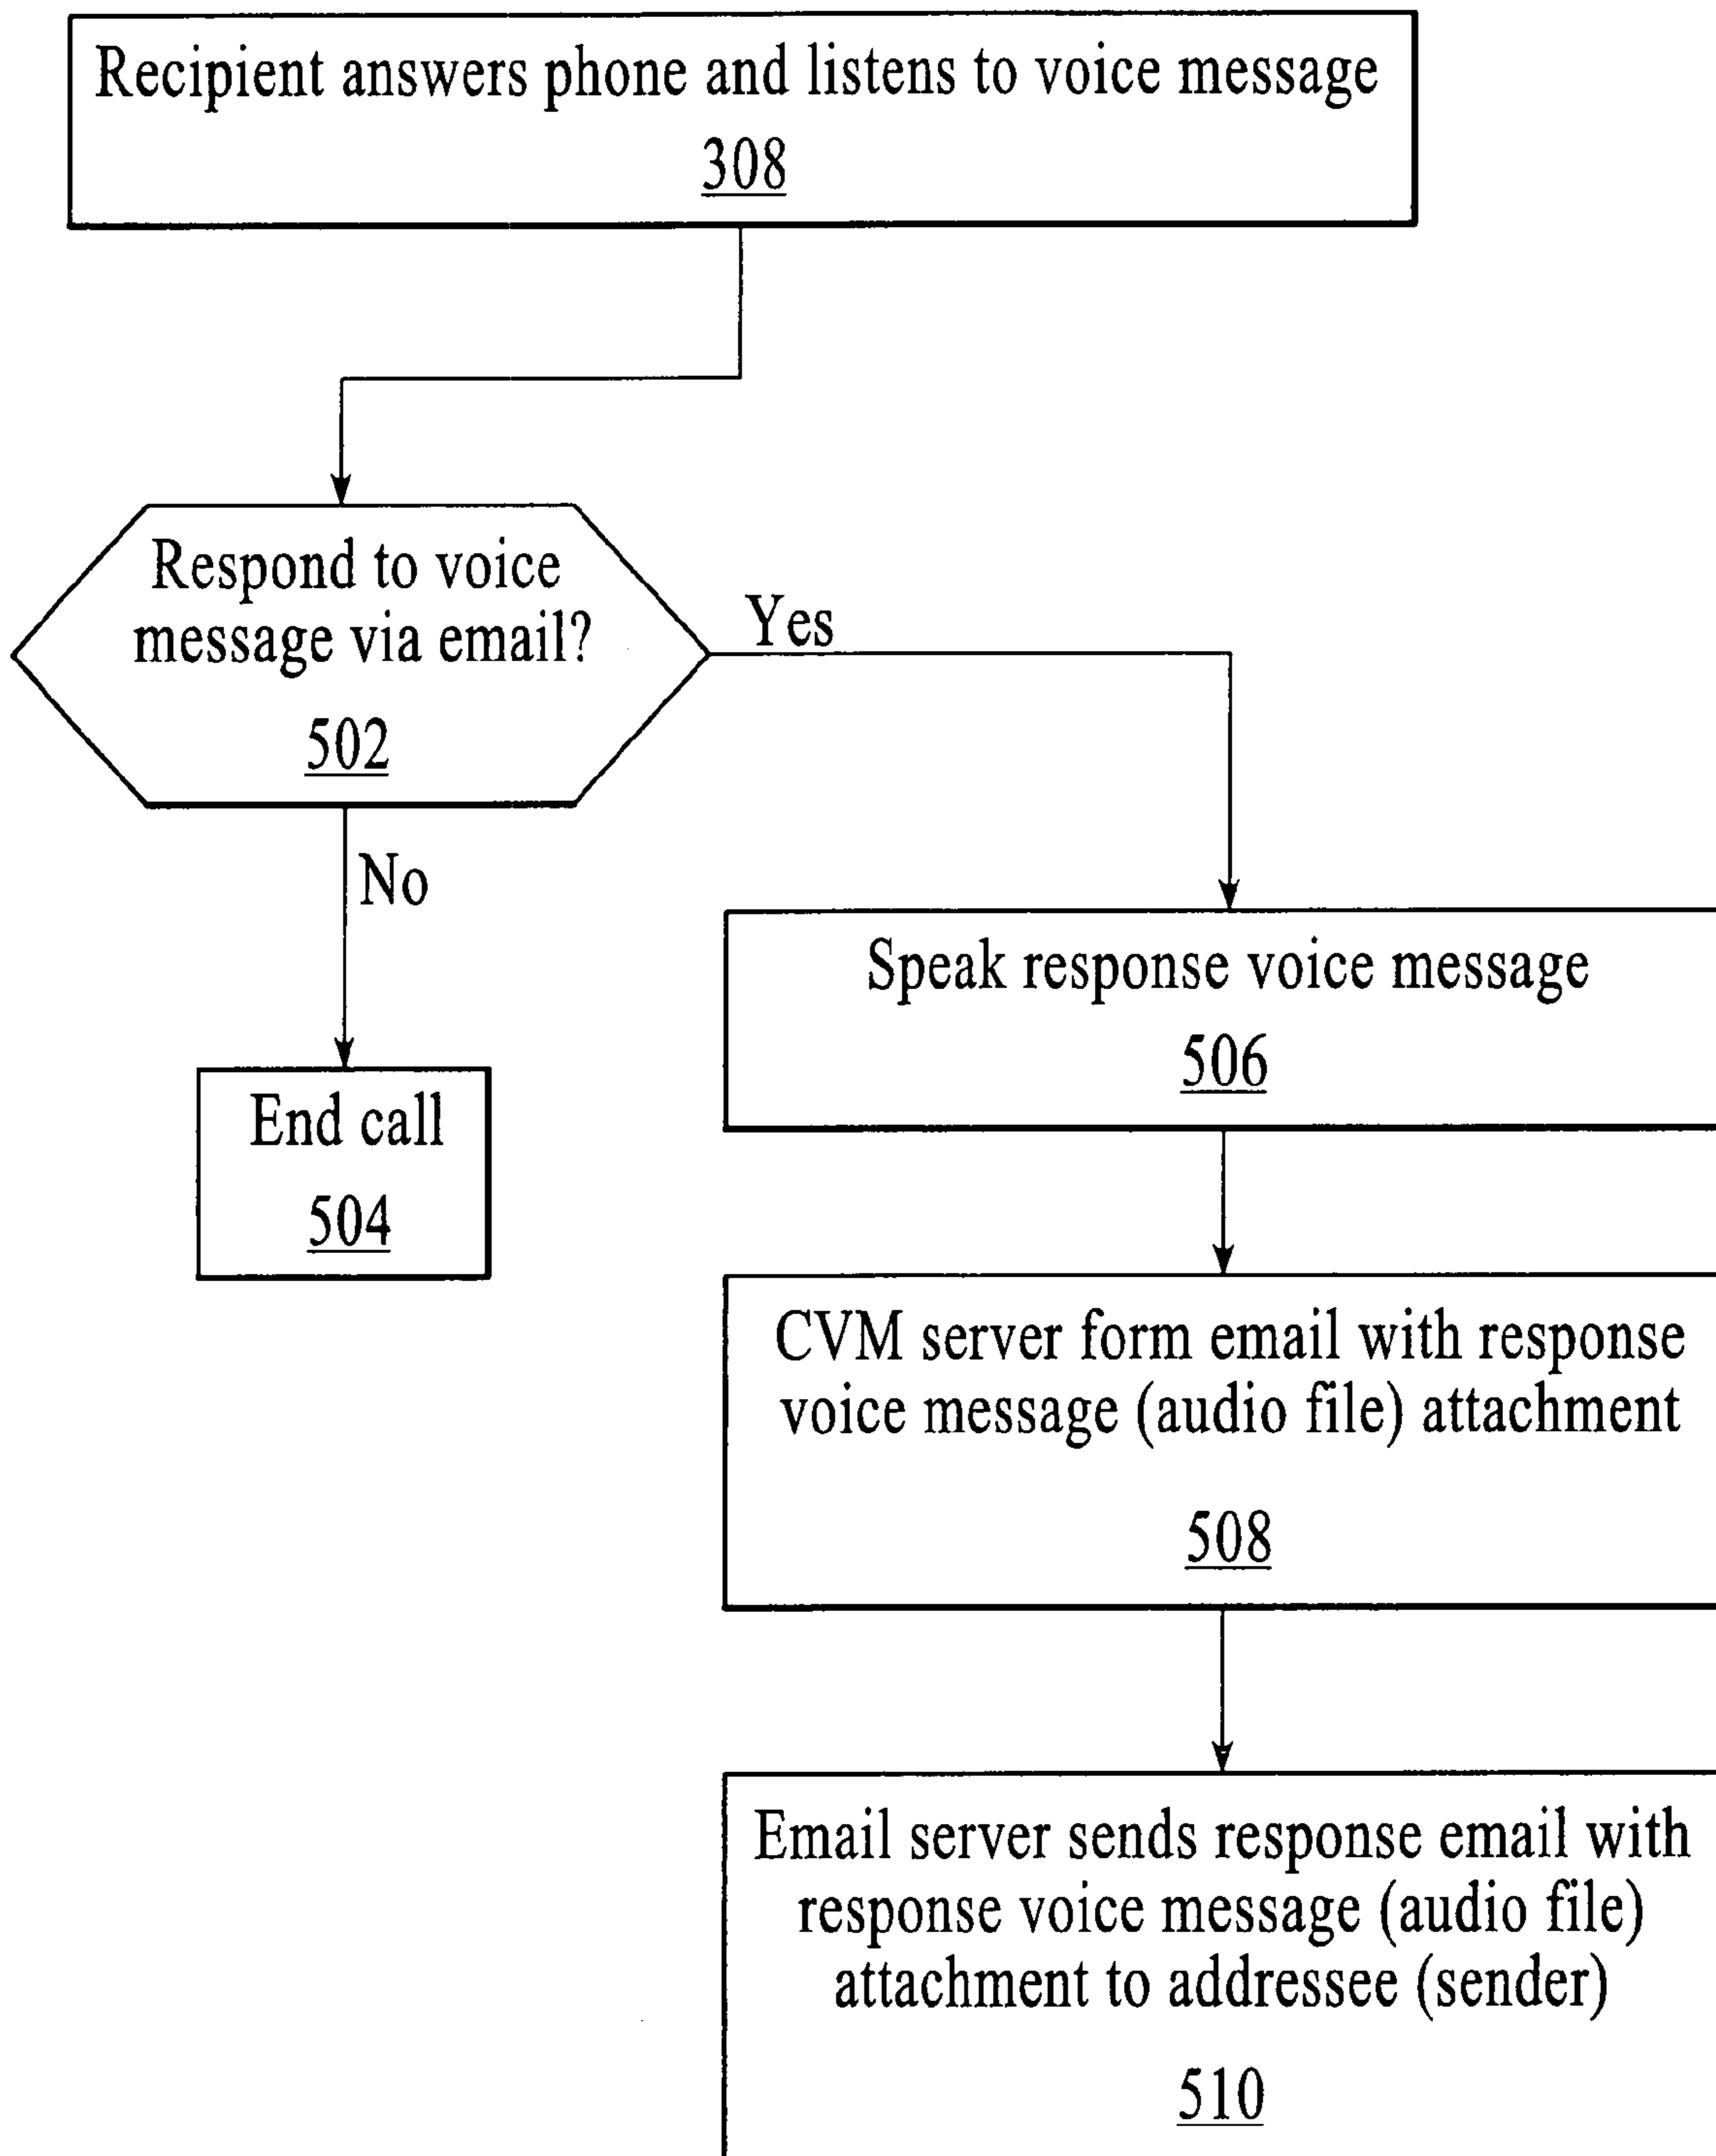 Recipient answers phone and listens to voice message
308
Respond to voice
message via email?
502
Yes
No
End call
504
Speak response voice message
506
CVM server form email with response
voice message (audio file) attachment
508
Email server sends response email with
response voice message (audio file)
attachment to addressee (sender)
510